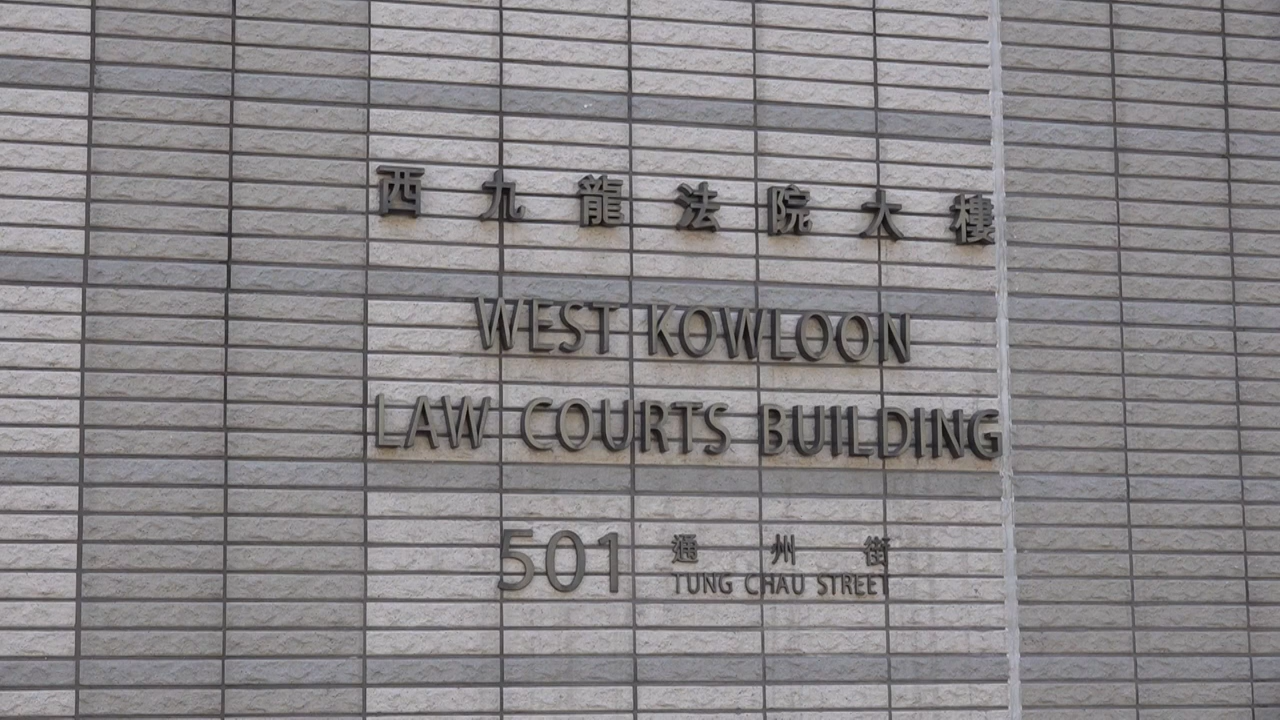 西九龍法院大樓
WEST KOWLOON
LAW COURTS BUILDING
501 通州街
TUNG CHAU STREET